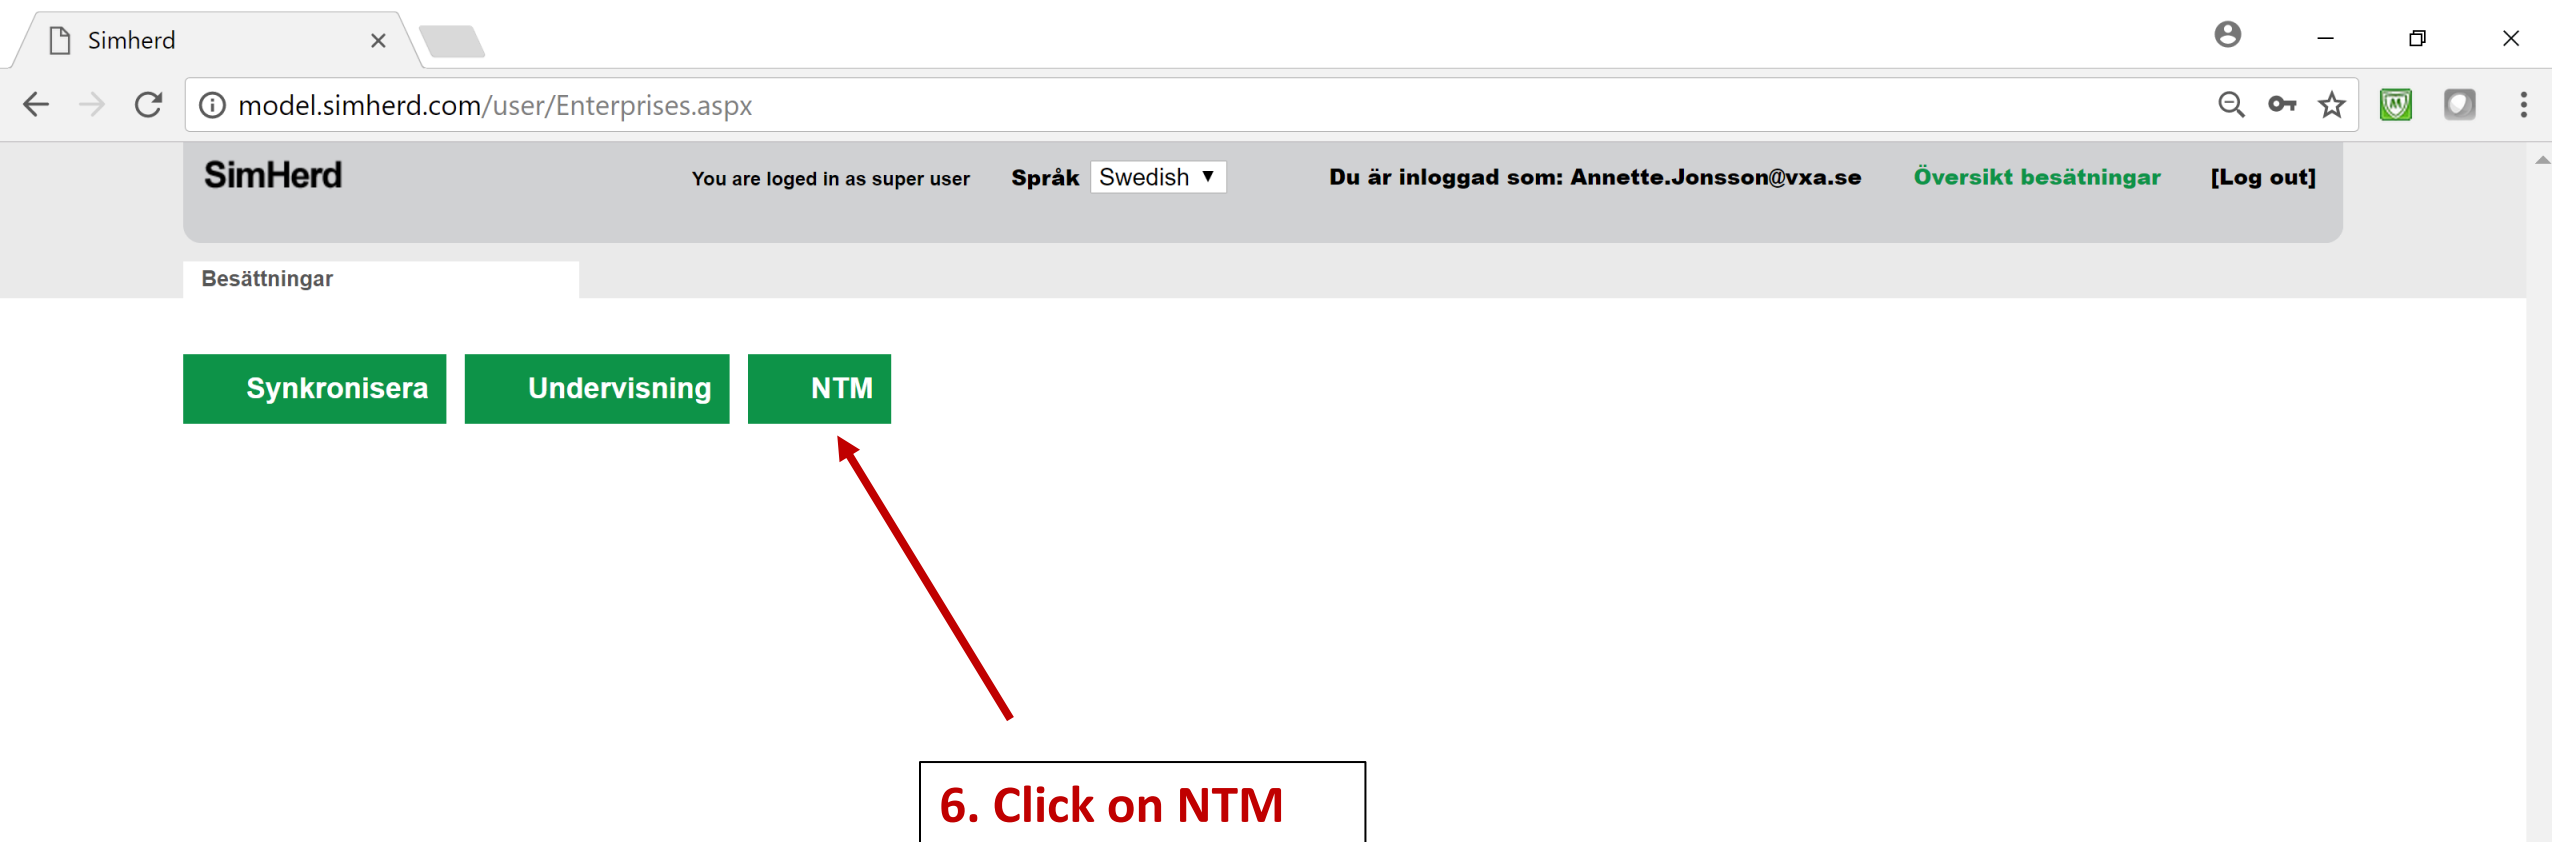 Simherd
model.simherd.com/user/Enterprises.aspx
SimHerd You are loged in as super user Språk Swedish Du är inloggad som: Annette.Jonsson@vxa.se Översikt besätningar [Log out]
Besättningar
Synkronisera Undervisning NTM
6. Click on NTM